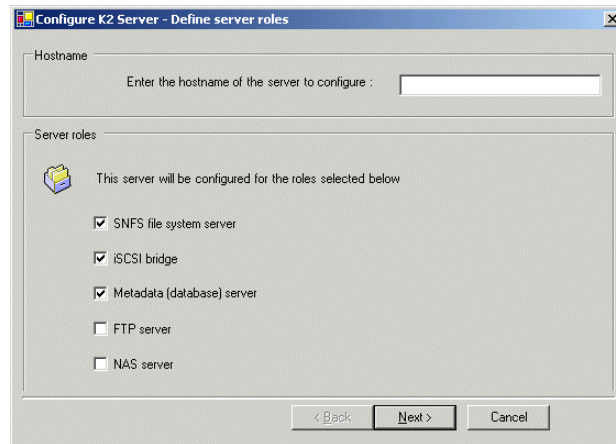 Configure K2 Server - Define server roles
Hostname
Enter the hostname of the server to configure :
Server roles
This server will be configured for the roles selected below
SNFS file system server
iSCSI bridge
Metadata (database) server
FTP server
NAS server
< Back
Next >
Cancel